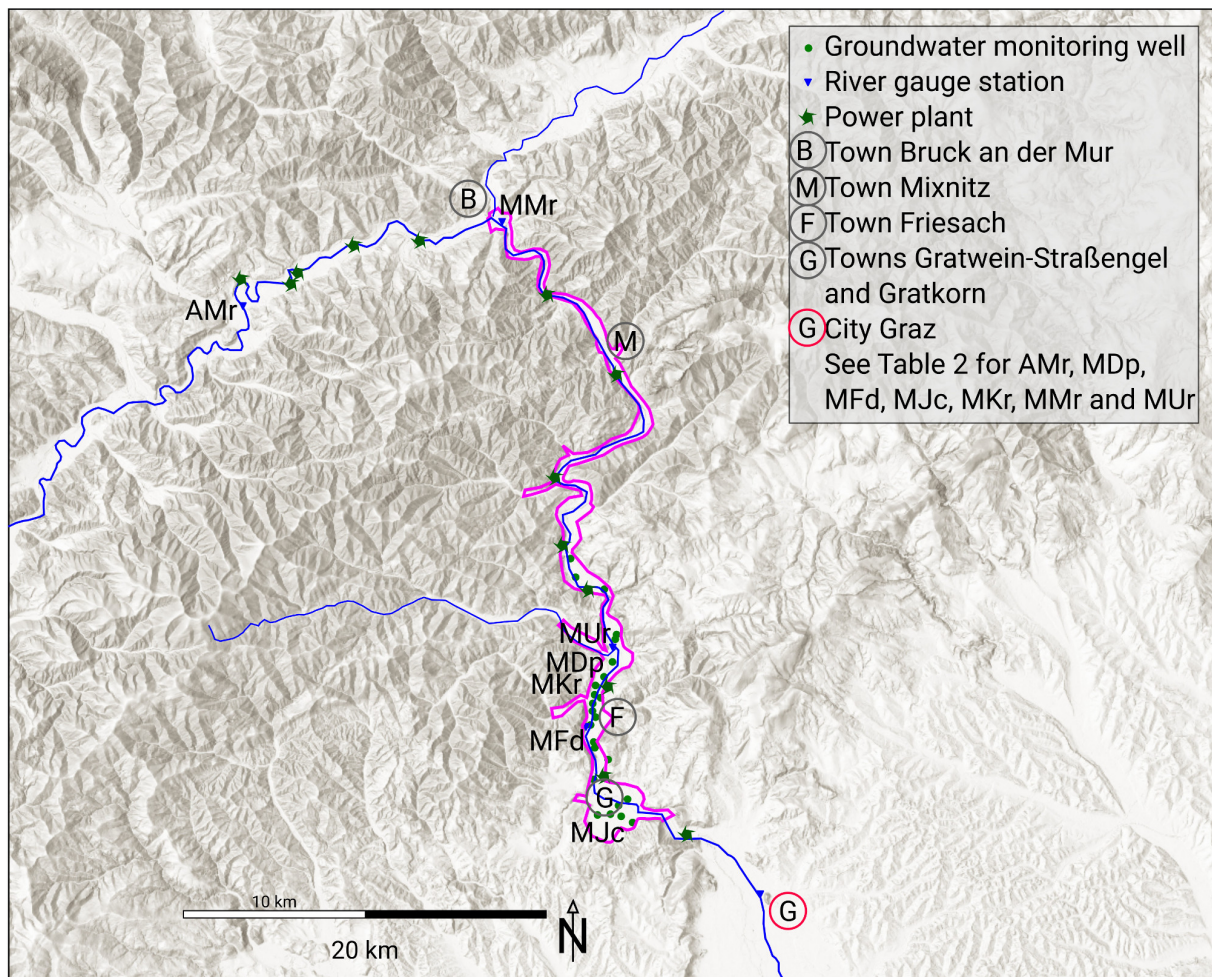 Groundwater monitoring well
River gauge station
Power plant
B Town Bruck an der Mur
M Town Mixnitz
F Town Friesach
G Towns Gratwein-Straßengel
and Gratkorn
G City Graz
See Table 2 for AMr, MDp,
MFd, MJc, MKr, MMr and MUr
B
MMr
AMr
M
MUr
MDp
MKr
F
MFd
G
MJc
G
10 km
20 km
N